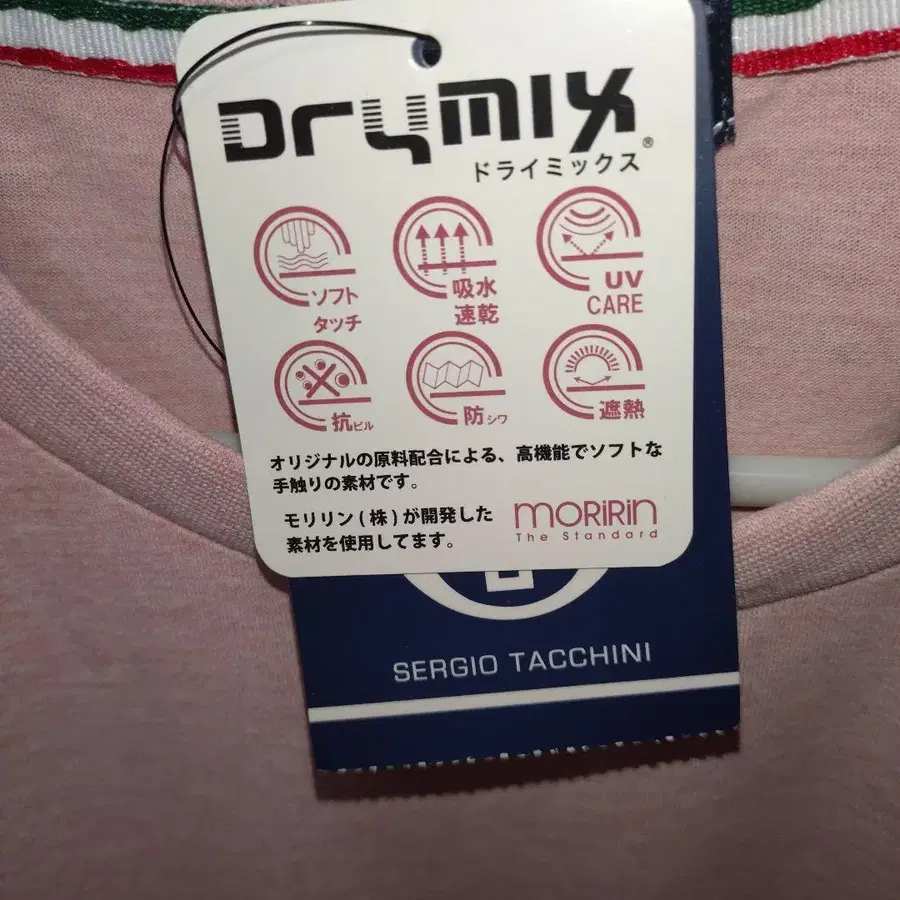 DryMIX®
ドライミックス
ソフト
タッチ
吸水
速乾
UV
CARE
抗ピル
防シワ
遮熱
オリジナルの原料配合による、高機能でソフトな
手触りの素材です。
モリリン(株)が開発した
素材を使用してます。
MORIRIN
The Standard
SERGIO TACCHINI